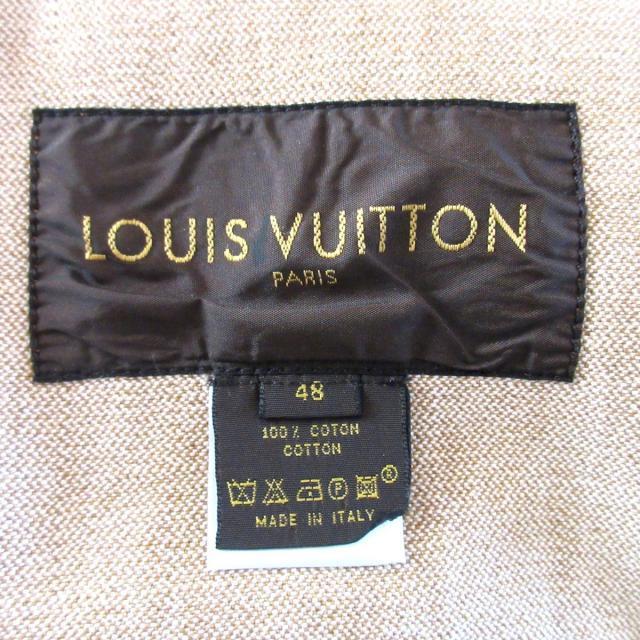 LOUIS VUITTON
PARIS
48
100% COTON
COTTON
P ®
MADE IN ITALY